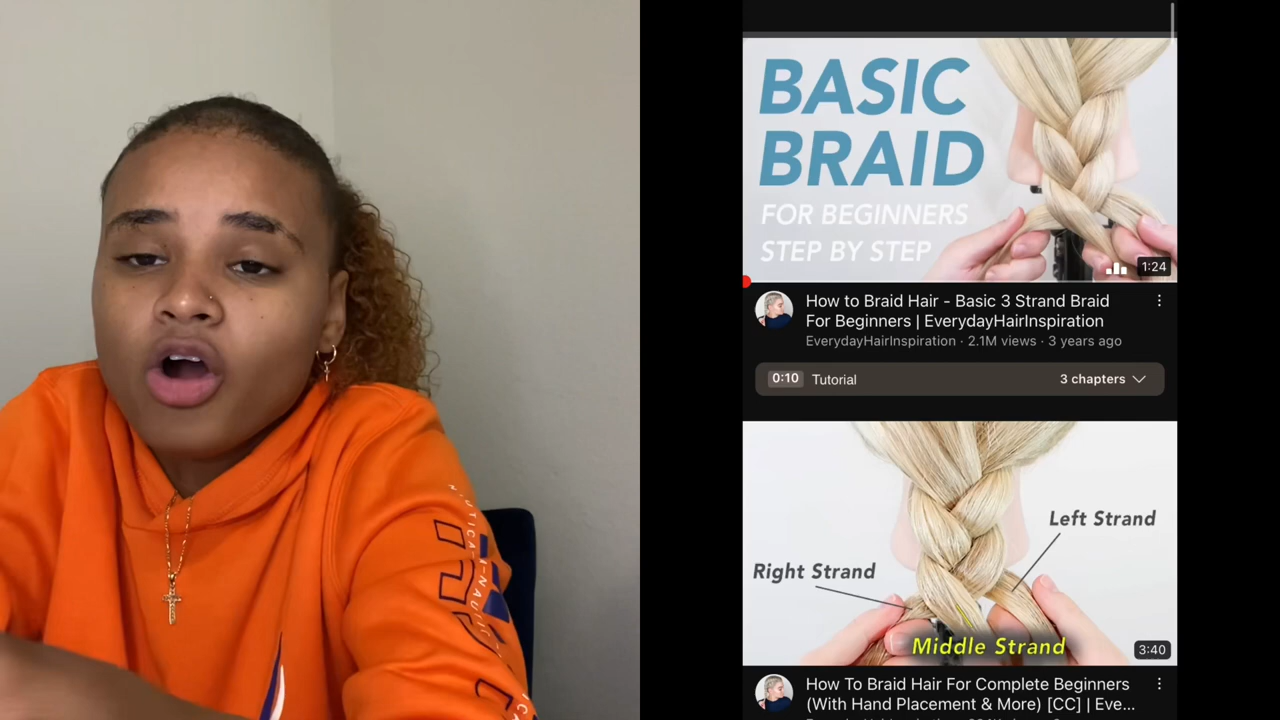 BASIC
BRAID
FOR BEGINNERS
STEP BY STEP
1:24
How to Braid Hair - Basic 3 Strand Braid
For Beginners | EverydayHairInspiration
EverydayHairInspiration · 2.1M views · 3 years ago
0:10 Tutorial 3 chapters
Left Strand
Right Strand
Middle Strand
3:40
How To Braid Hair For Complete Beginners
(With Hand Placement & More) [CC] | Eve...